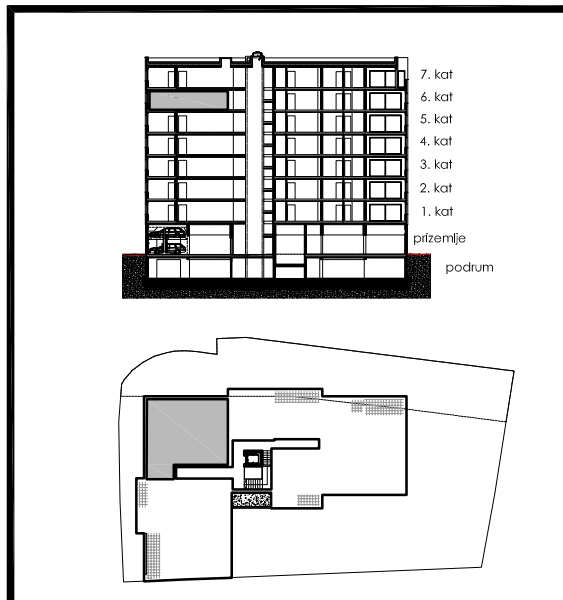 7. kat
6. kat
5. kat
4. kat
3. kat
2. kat
1. kat
prizemlje
podrum